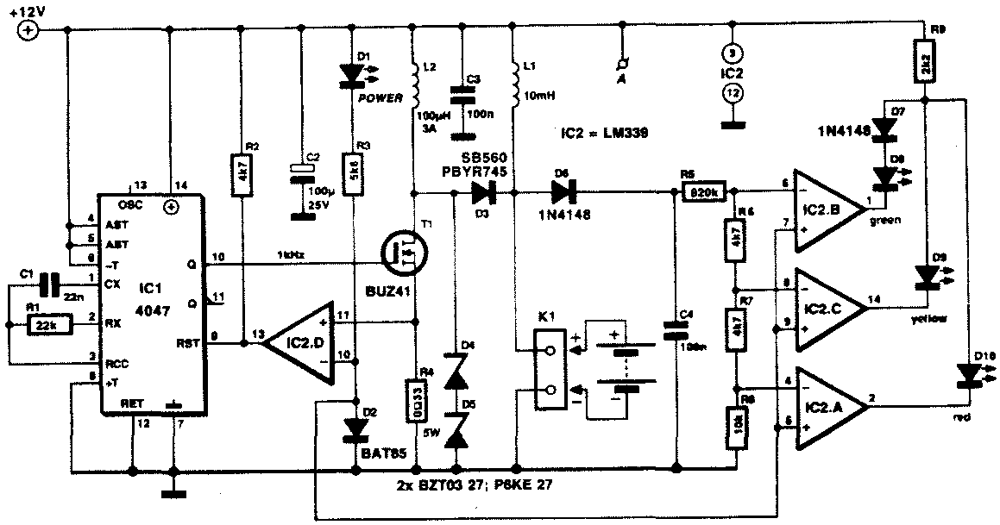 +12V
D1
POWER
L2
100µH
3A
C3
100n
L1
10mH
A
3
IC2
12
R9
2k2
D7
1N4148
D8
IC2 = LM339
R2
4k7
C2
100µ
25V
R3
5k6
SB560
PBYR745
D3
D6
1N4148
R5
820k
6
−
IC2.B
1
7
+
green
13
14
OSC
+
4
AST
5
AST
6
−T
C1
22n
1
CX
IC1
4047
R1
22k
2
RX
3
RCC
8
+T
RET
12
7
Q
10
1kHz
Q
11
RST
9
13
T1
BUZ41
IC2.D
+
11
−
10
R4
0Ω33
5W
D2
BAT85
D4
D5
2x BZT03 27; P6KE 27
K1
+
+
−
−
C4
100n
R6
4k7
R7
4k7
R8
10k
8
−
IC2.C
14
9
+
D9
yellow
4
−
IC2.A
2
5
+
D10
red